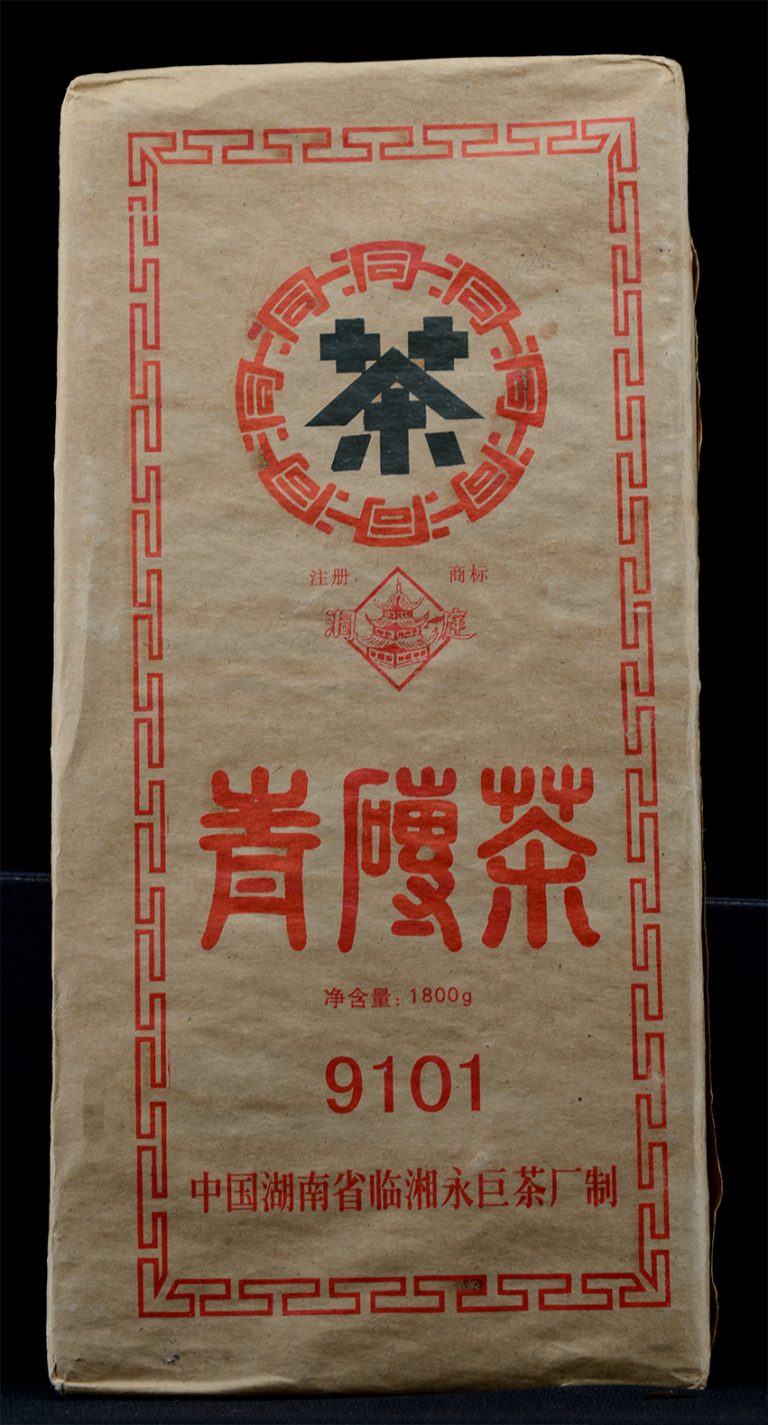 洞洞洞洞洞洞洞洞
茶
注册 商标
洞庭
青磚茶
净含量：1800g
9101
中国湖南省临湘永巨茶厂制